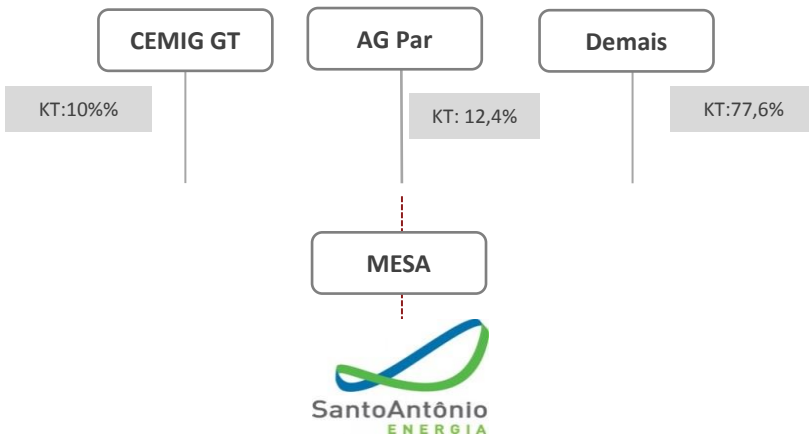 CEMIG GT
AG Par
Demais
KT:10%%
KT: 12,4%
KT:77,6%
MESA
SantoAntônio
ENERGIA